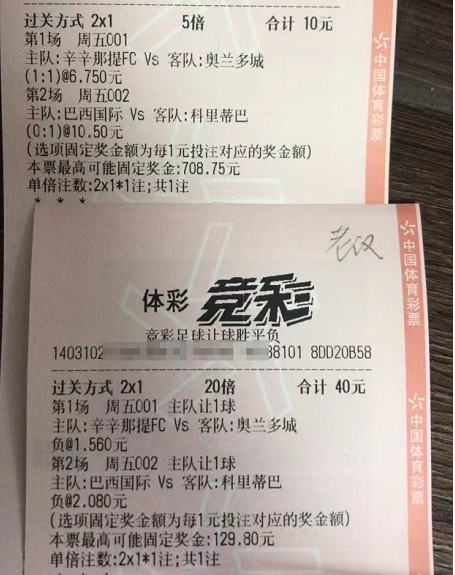 过关方式 2x1 5倍 合计 10元
第1场 周五001
主队:辛辛那提FC Vs 客队:奥兰多城
(1:1)@6.750元
第2场 周五002
主队:巴西国际 Vs 客队:科里蒂巴
(0:1)@10.50元
(选项固定奖金额为每1元投注对应的奖金额)
本票最高可能固定奖金:708.75元
单倍注数:2x1*1注;共1注
* * *
中国体育彩票
体彩 竞彩
竞彩足球让球胜平负
1403102 38101 8DD20B58
过关方式 2x1 20倍 合计 40元
第1场 周五001 主队让1球
主队:辛辛那提FC Vs 客队:奥兰多城
负@1.560元
第2场 周五002 主队让1球
主队:巴西国际 Vs 客队:科里蒂巴
负@2.080元
(选项固定奖金额为每1元投注对应的奖金额)
本票最高可能固定奖金:129.80元
单倍注数:2x1*1注;共1注
中国体育彩票
中国体育彩票